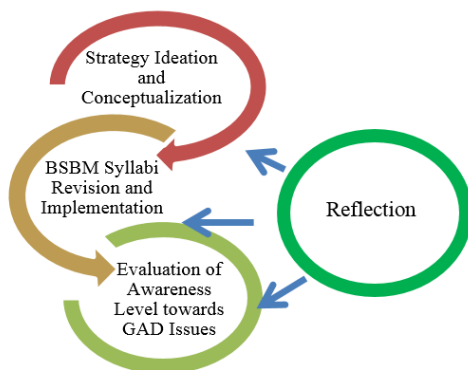 Strategy Ideation
and
Conceptualization
BSBM Syllabi
Revision and
Implementation
Reflection
Evaluation of
Awareness
Level towards
GAD Issues